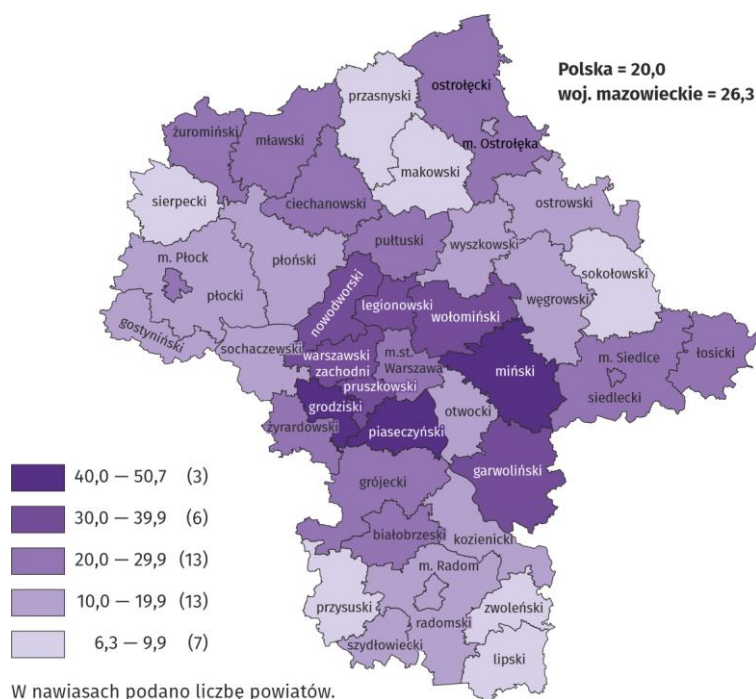 Polska = 20,0
woj. mazowieckie = 26,3
ostrołęcki
przasnyski
m. Ostrołęka
żuromiński
mławski
makowski
sierpecki
ciechanowski
ostrowski
pułtuski
wyszkowski
m. Płock
płoński
sokołowski
płocki
nowodworski
legionowski
wołomiński
węgrowski
gostyniński
sochaczewski
warszawski
zachodni
m.st.
Warszawa
miński
m. Siedlce
łosicki
pruszkowski
siedlecki
grodziski
otwocki
żyrardowski
piaseczyński
garwoliński
grójecki
białobrzeski
kozienicki
m. Radom
przysuski
zwoleński
radomski
szydłowiecki
lipski
40,0 — 50,7 (3)
30,0 — 39,9 (6)
20,0 — 29,9 (13)
10,0 — 19,9 (13)
6,3 — 9,9 (7)
W nawiasach podano liczbę powiatów.